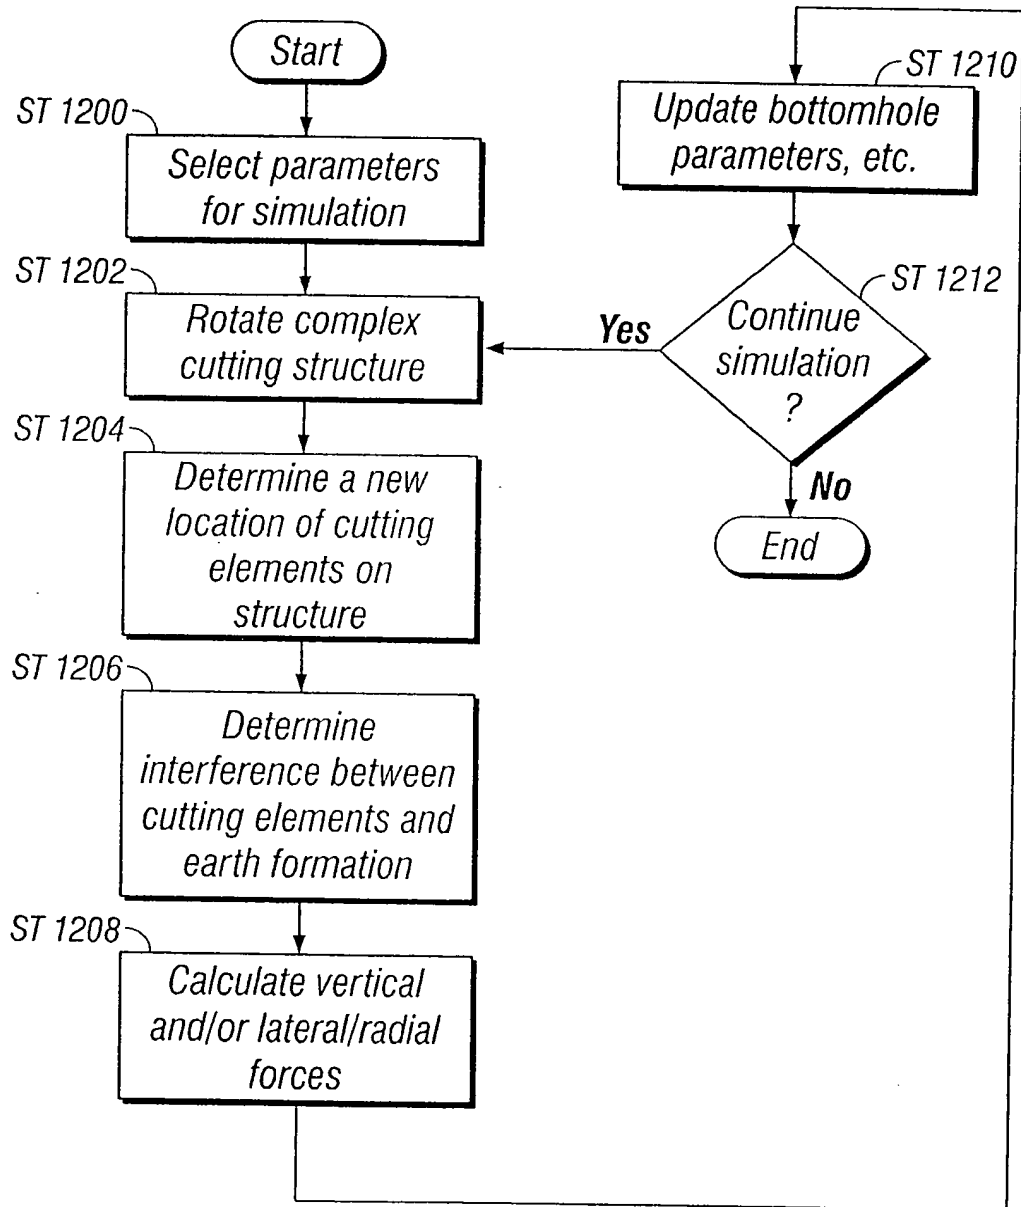 Start
ST 1200
Select parameters
for simulation
ST 1202
Rotate complex
cutting structure
ST 1204
Determine a new
location of cutting
elements on
structure
ST 1206
Determine
interference between
cutting elements and
earth formation
ST 1208
Calculate vertical
and/or lateral/radial
forces
ST 1210
Update bottomhole
parameters, etc.
ST 1212
Continue
simulation
?
Yes
No
End